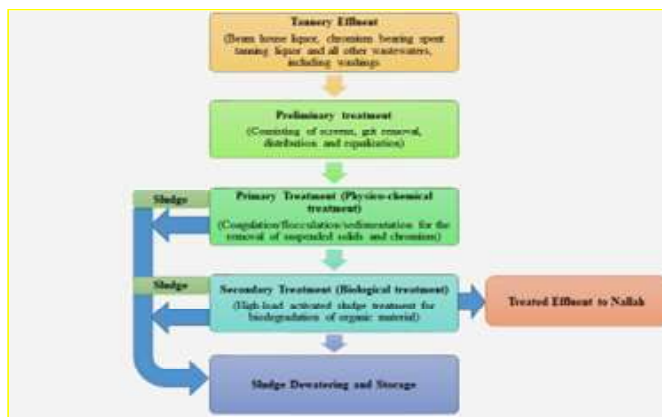 Tannery Effluent
(Beam house liquor, chromium bearing spent
tanning liquor and all other wastewaters,
including washings
Preliminary treatment
(Consisting of screens, grit removal,
distribution and equalization)
Sludge
Primary Treatment (Physico-chemical
treatment)
(Coagulation/flocculation/sedimentation for the
removal of suspended solids and chromium)
Sludge
Secondary Treatment (Biological treatment)
(High-load activated sludge treatment for
biodegradation of organic material)
Treated Effluent to Nallah
Sludge Dewatering and Storage